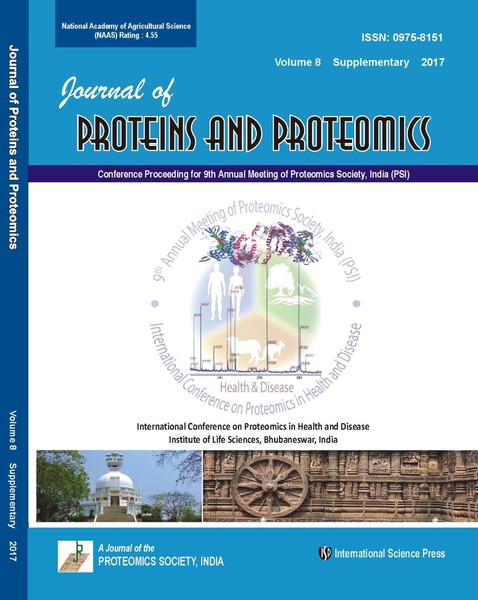 National Academy of Agricultural Science
(NAAS) Rating : 4.55
ISSN: 0975-8151
Volume 8 Supplementary 2017
Journal of
PROTEINS AND PROTEOMICS
Conference Proceeding for 9th Annual Meeting of Proteomics Society, India (PSI)
9th Annual Meeting of Proteomics Society, India (PSI)
Health & Disease
International Conference on Proteomics in Health and Disease
International Conference on Proteomics in Health and Disease
Institute of Life Sciences, Bhubaneswar, India
A Journal of the
PROTEOMICS SOCIETY, INDIA
ISP International Science Press
Journal of Proteins and Proteomics
Volume 8 Supplementary 2017